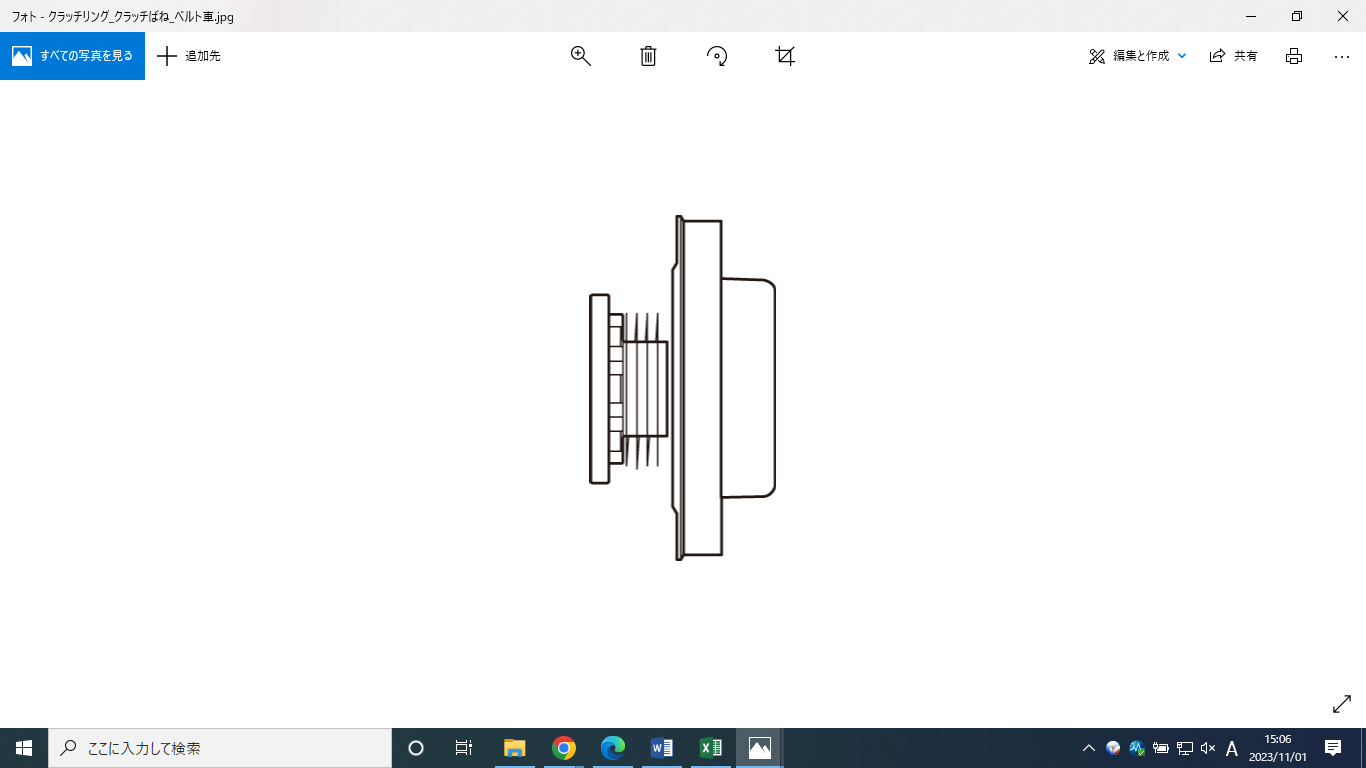 フォト - クラッチリング_クラッチばね_ベルト車.jpg
すべての写真を見る
追加先
編集と作成
共有
ここに入力して検索
A
15:06
2023/11/01